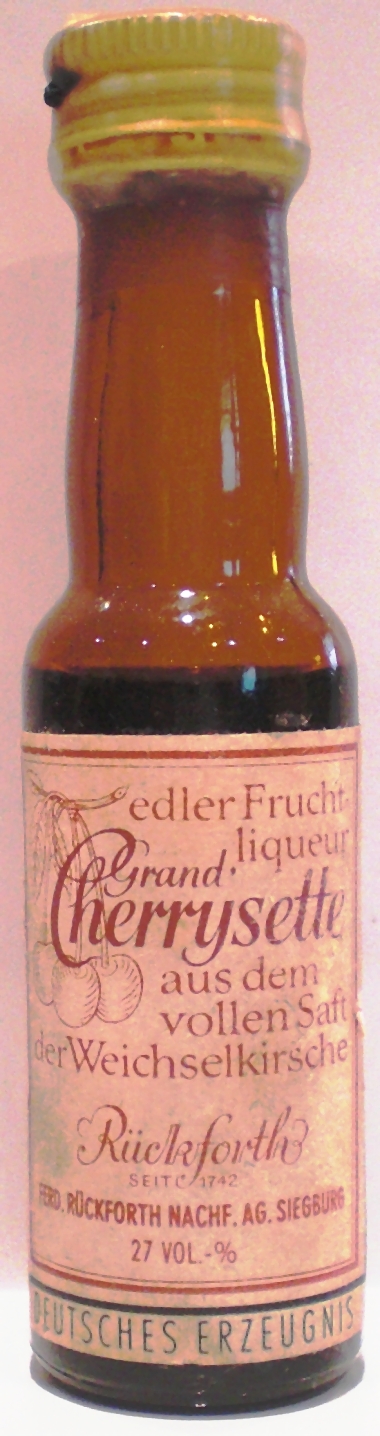 edler Frucht-
liqueur
Grand
Cherrysette
aus dem
vollen Saft
der Weichselkirsche
Rückforth
SEIT 1742
FERD. RÜCKFORTH NACHF. AG. SIEGBURG
27 VOL.-%
DEUTSCHES ERZEUGNIS